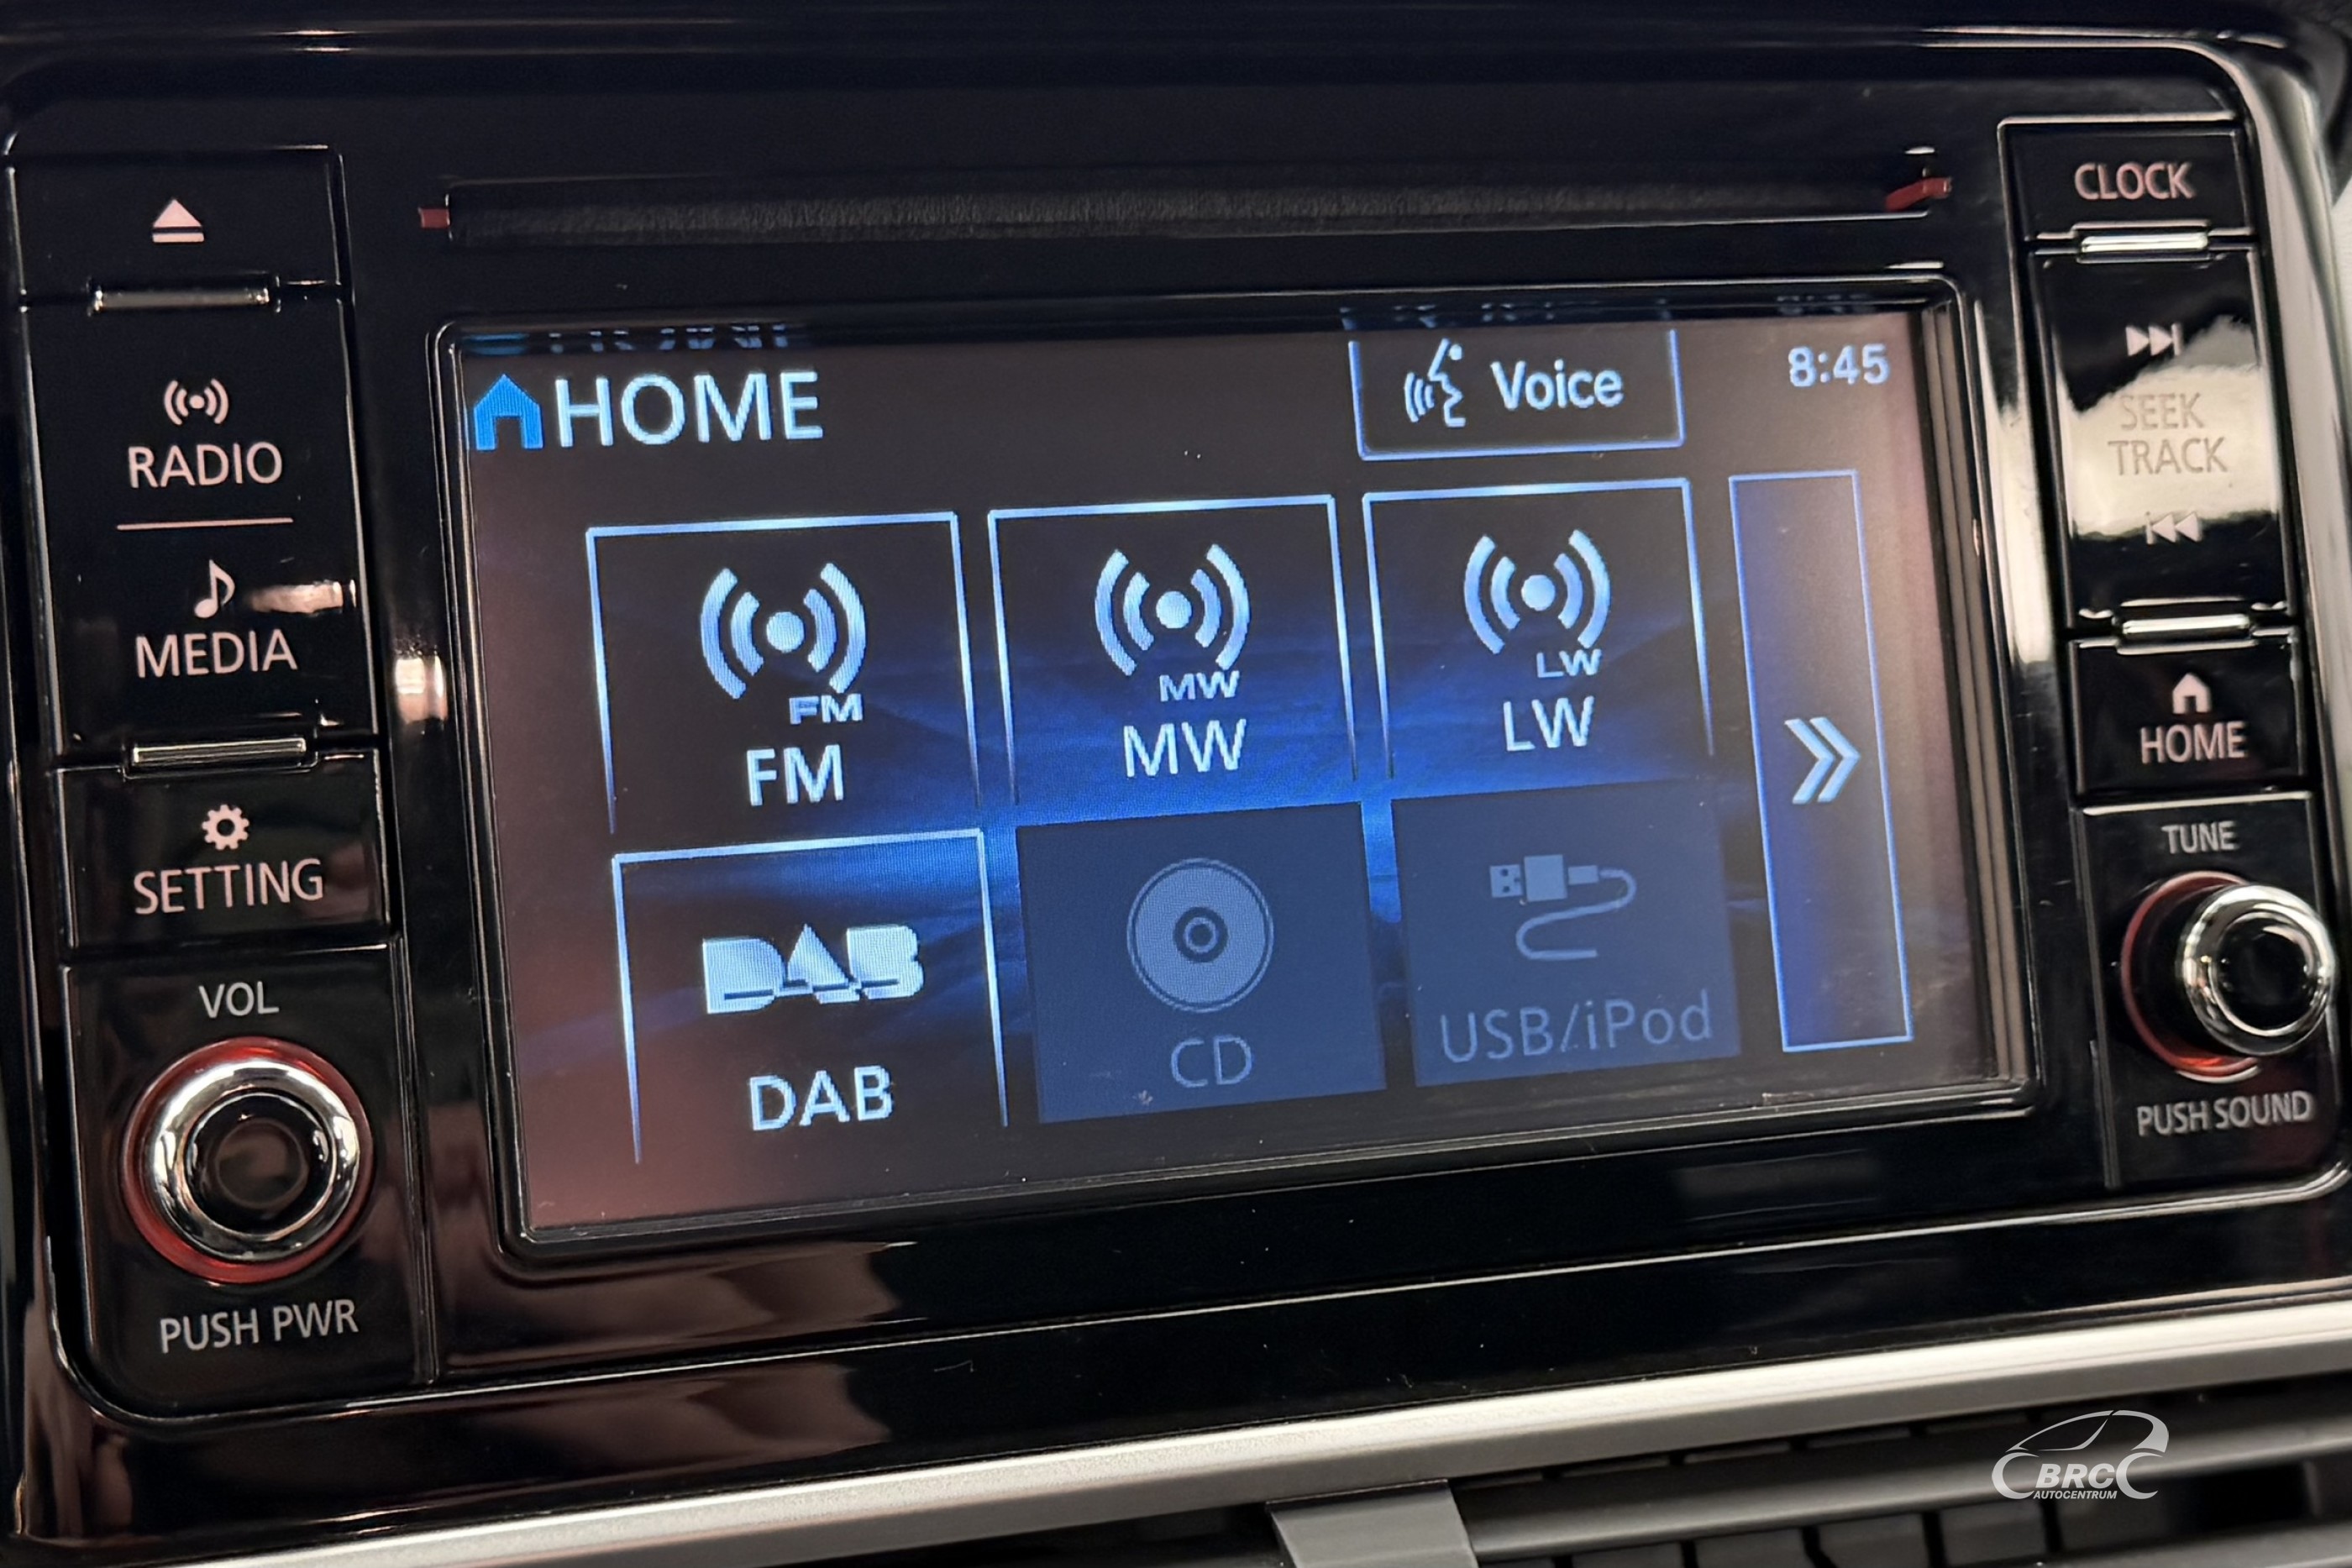 CLOCK
RADIO
MEDIA
SETTING
VOL
PUSH PWR
HOME
Voice
8:45
FM
FM
MW
MW
LW
LW
DAB
DAB
CD
USB/iPod
SEEK
TRACK
HOME
TUNE
PUSH SOUND
BRC
AUTOCENTRUM